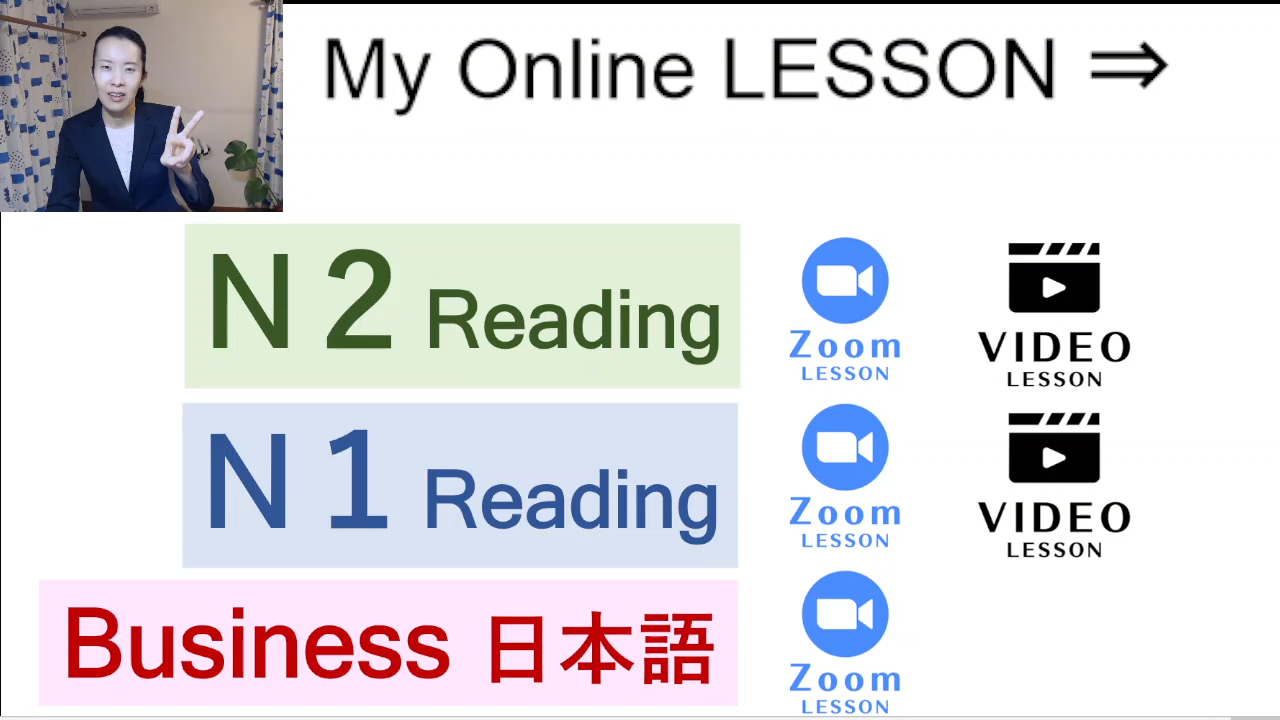 My Online LESSON ⇒
N 2 Reading
Zoom
LESSON
VIDEO
LESSON
N 1 Reading
Zoom
LESSON
VIDEO
LESSON
Business 日本語
Zoom
LESSON